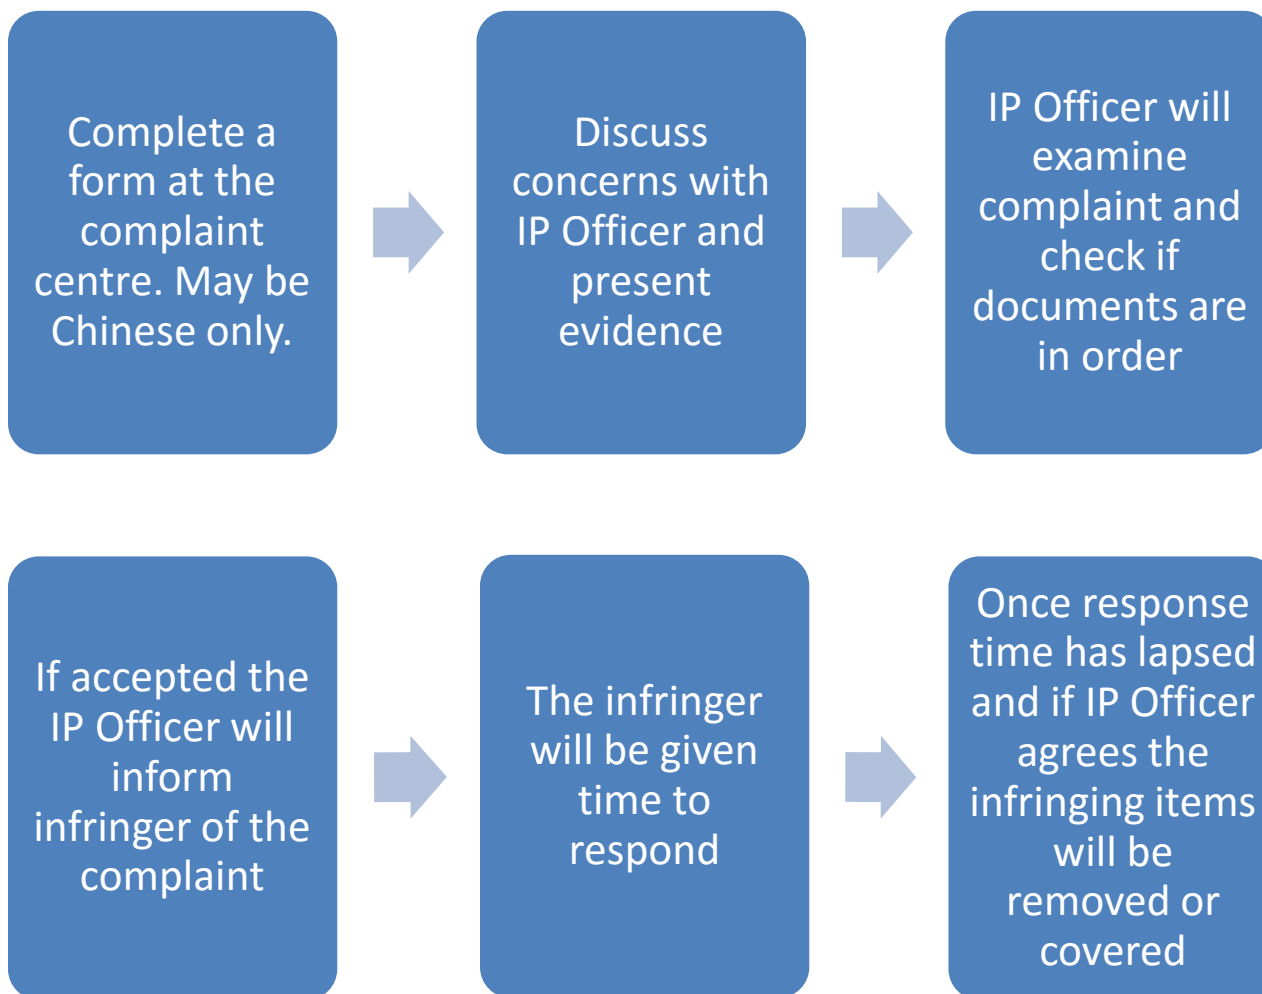 Complete a
form at the
complaint
centre. May be
Chinese only.
Discuss
concerns with
IP Officer and
present
evidence
IP Officer will
examine
complaint and
check if
documents are
in order
If accepted the
IP Officer will
inform
infringer of the
complaint
The infringer
will be given
time to
respond
Once response
time has lapsed
and if IP Officer
agrees the
infringing items
will be
removed or
covered